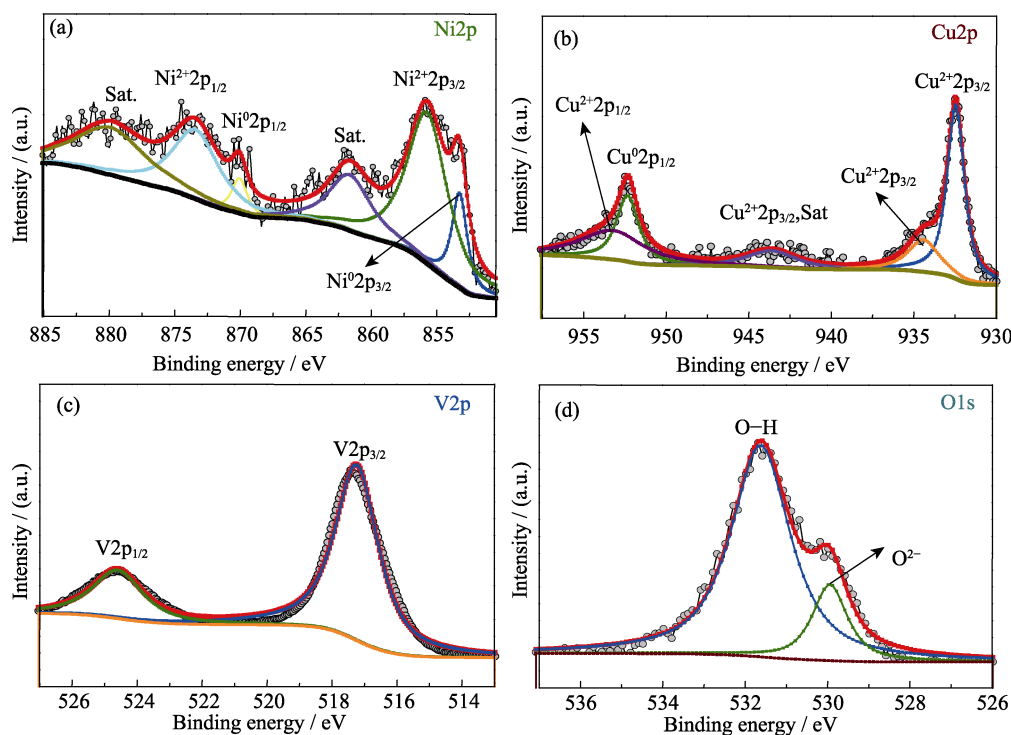 (a)
Ni2p
Sat.
Ni²⁺2p₁/₂
Ni⁰2p₁/₂
Sat.
Ni²⁺2p₃/₂
Ni⁰2p₃/₂
Intensity / (a.u.)
885 880 875 870 865 860 855
Binding energy / eV
(b)
Cu2p
Cu²⁺2p₁/₂
Cu⁰2p₁/₂
Cu²⁺2p₃/₂,Sat
Cu²⁺2p₃/₂
Cu²⁺2p₃/₂
Intensity / (a.u.)
955 950 945 940 935 930
Binding energy / eV
(c)
V2p
V2p₁/₂
V2p₃/₂
Intensity / (a.u.)
526 524 522 520 518 516 514
Binding energy / eV
(d)
O1s
O−H
O²⁻
Intensity / (a.u.)
536 534 532 530 528 526
Binding energy / eV